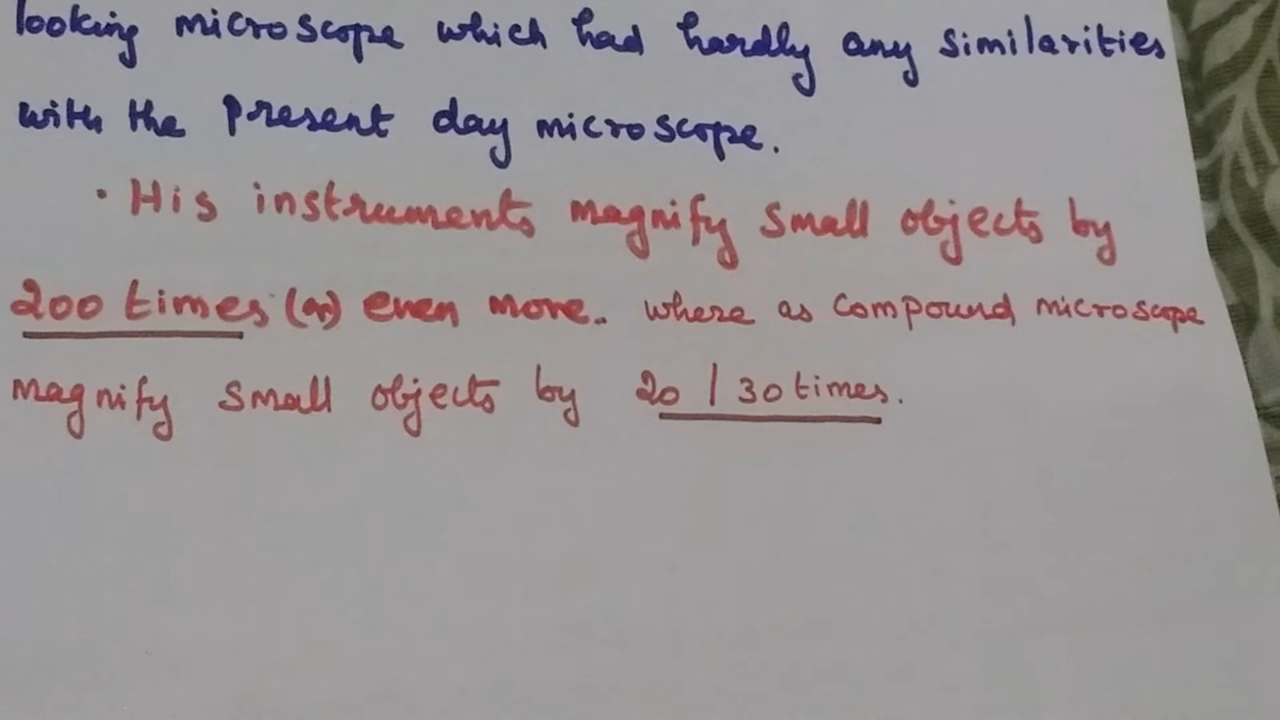 looking microscope which had hardly any similarities
with the Present day microscope.
• His instruments magnify small objects by
200 times (or) even more.. where as compound microscope
magnify small objects by 20 / 30 times.